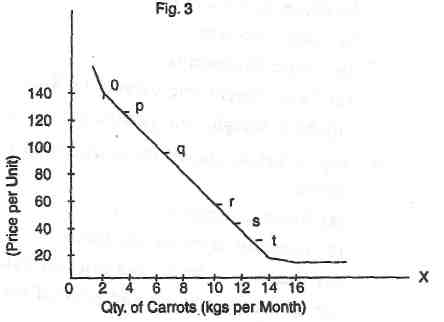 Fig. 3
(Price per Unit)
140
120
100
80
60
40
20
0
p
q
r
s
t
0 2 4 6 8 10 12 14 16
X
Qty. of Carrots (kgs per Month)